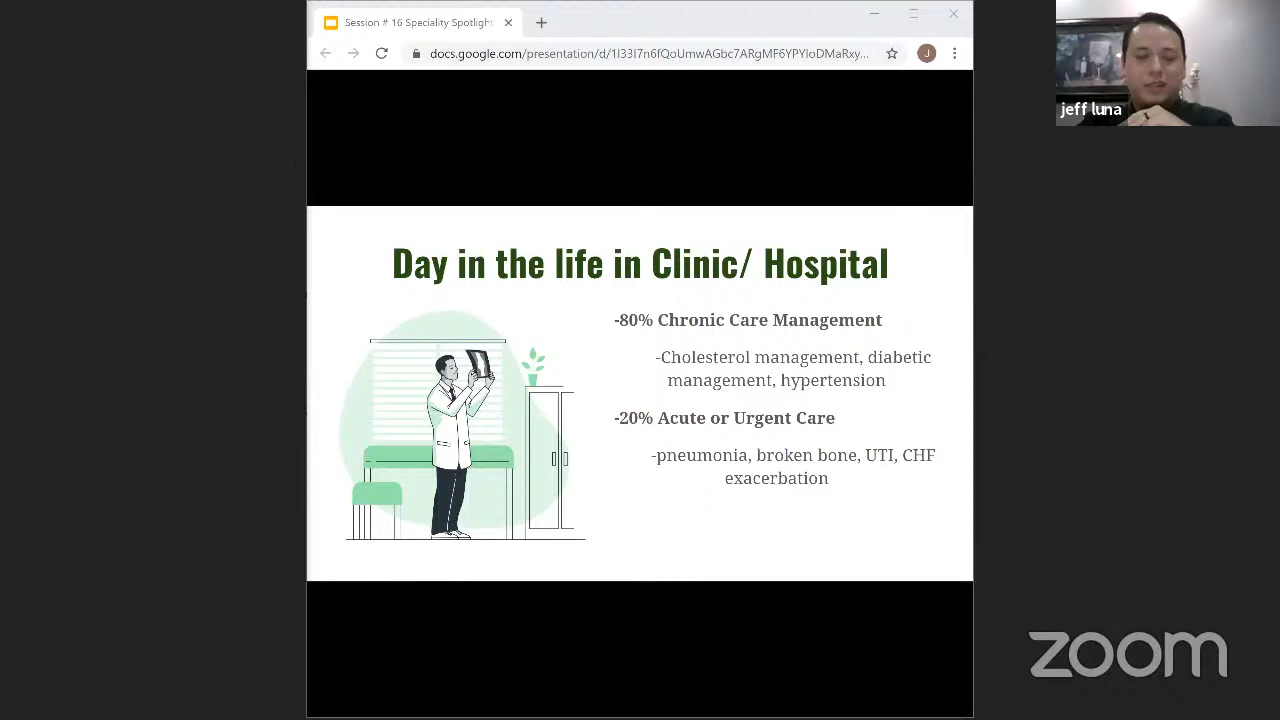 Session # 16 Speciality Spotlight
docs.google.com/presentation/d/1I33I7n6fQoUmwAGbc7ARgMF6YPYIoDMaRxy...
J
jeff luna
Day in the life in Clinic/ Hospital
-80% Chronic Care Management
-Cholesterol management, diabetic
management, hypertension
-20% Acute or Urgent Care
-pneumonia, broken bone, UTI, CHF
exacerbation
zoom